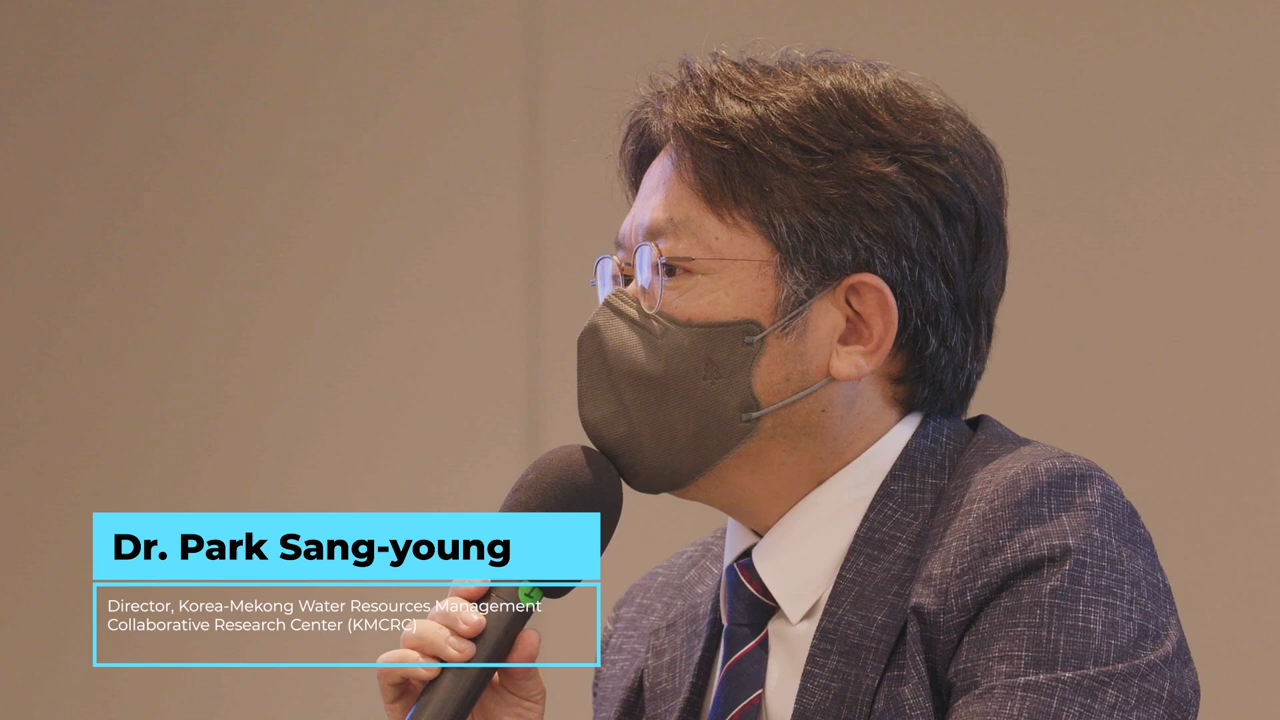 Dr. Park Sang-young
Director, Korea-Mekong Water Resources Management
Collaborative Research Center (KMCRC)